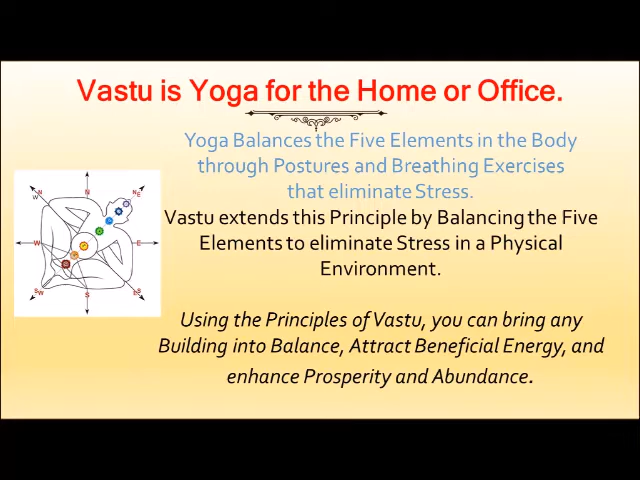 Vastu is Yoga for the Home or Office.
Yoga Balances the Five Elements in the Body
through Postures and Breathing Exercises
that eliminate Stress.
Vastu extends this Principle by Balancing the Five
Elements to eliminate Stress in a Physical
Environment.
Using the Principles of Vastu, you can bring any
Building into Balance, Attract Beneficial Energy, and
enhance Prosperity and Abundance.
N W
N
N E
W
E
S W
S
E S